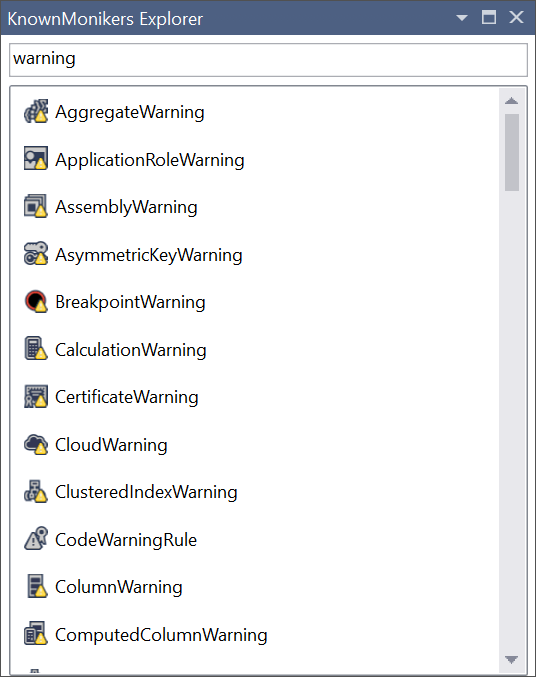 KnownMonikers Explorer
warning
AggregateWarning
ApplicationRoleWarning
AssemblyWarning
AsymmetricKeyWarning
BreakpointWarning
CalculationWarning
CertificateWarning
CloudWarning
ClusteredIndexWarning
CodeWarningRule
ColumnWarning
ComputedColumnWarning